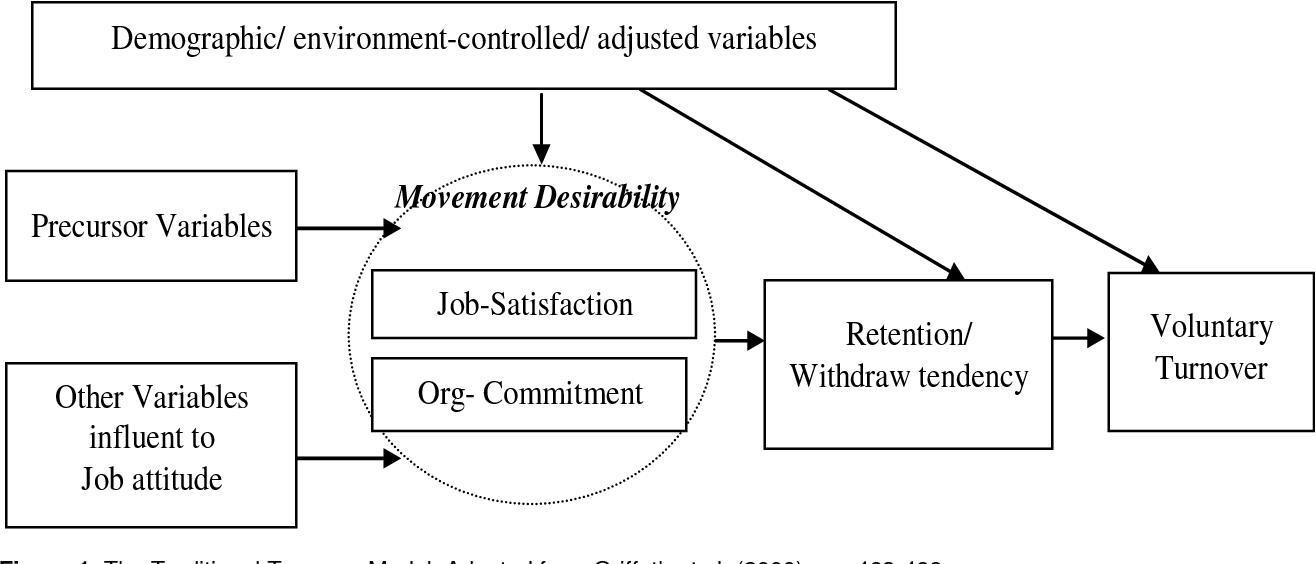 Demographic/ environment-controlled/ adjusted variables
Movement Desirability
Precursor Variables
Job-Satisfaction
Org- Commitment
Other Variables
influent to
Job attitude
Retention/
Withdraw tendency
Voluntary
Turnover